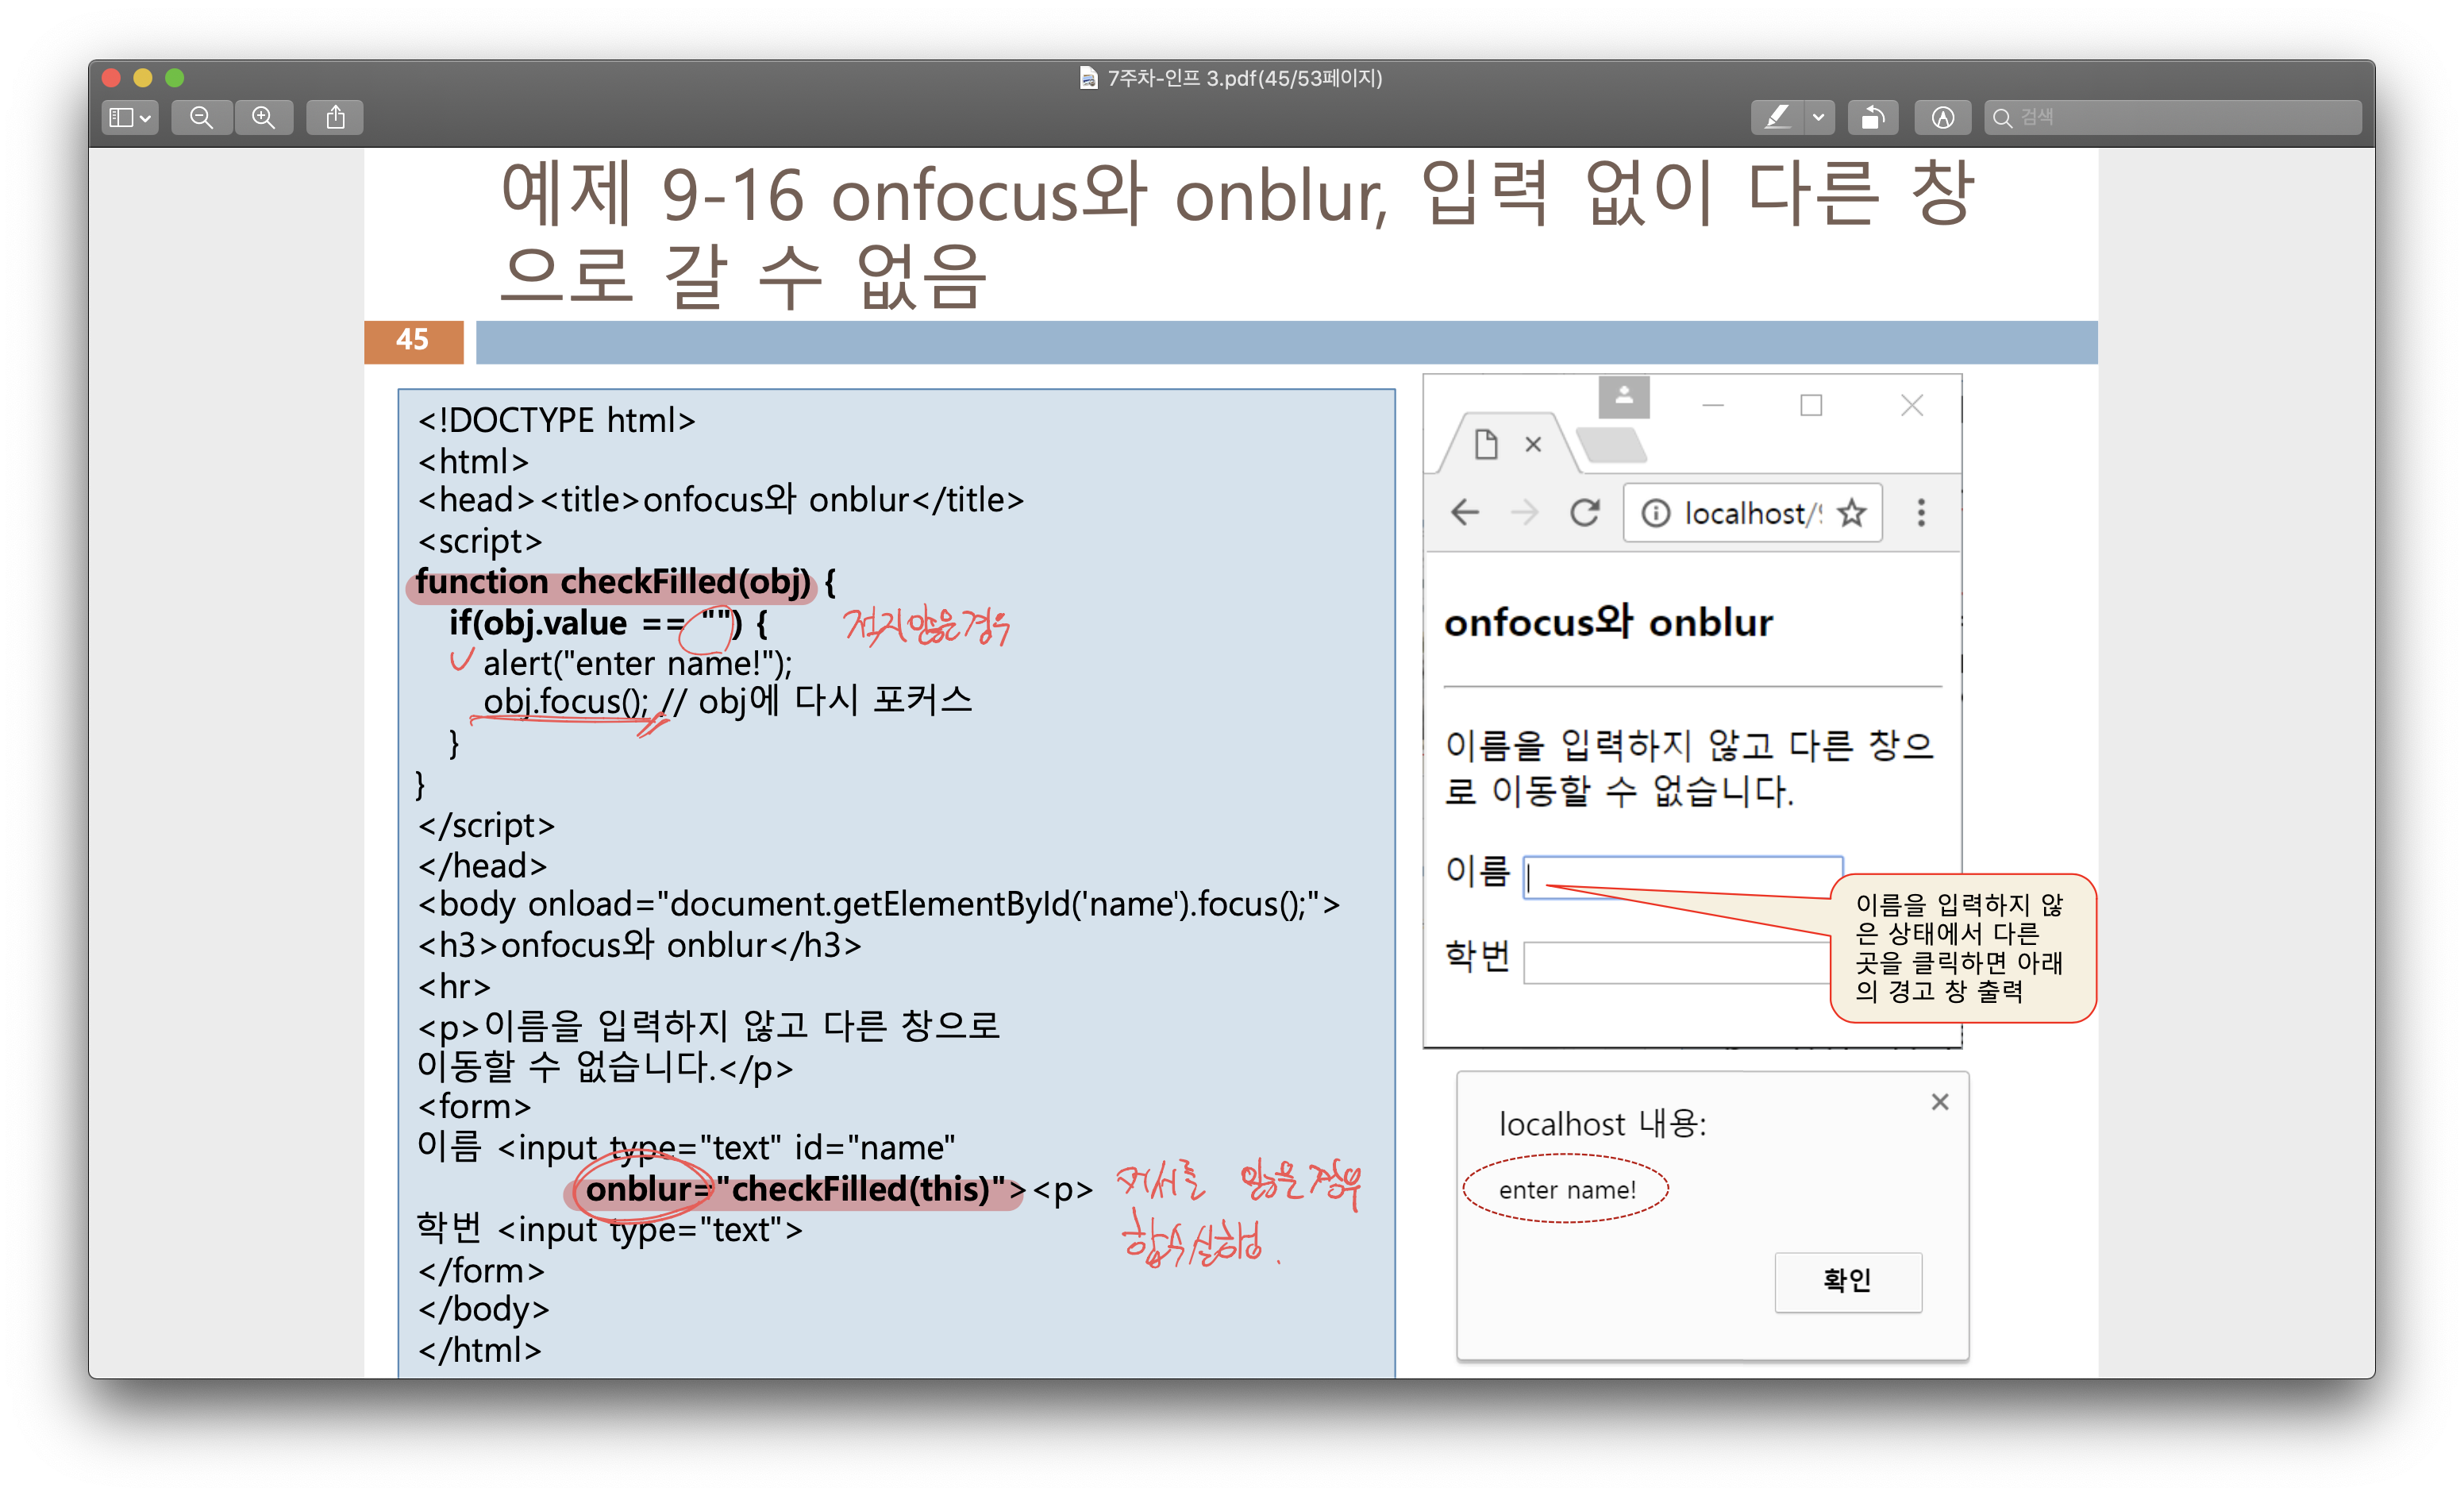 7주차-인프 3.pdf(45/53페이지)
검색
예제 9-16 onfocus와 onblur, 입력 없이 다른 창
으로 갈 수 없음
45
<!DOCTYPE html>
<html>
<head><title>onfocus와 onblur</title>
<script>
function checkFilled(obj) {
if(obj.value == "") {
적지않은경우
alert("enter name!");
obj.focus(); // obj에 다시 포커스
}
}
</script>
</head>
<body onload="document.getElementById('name').focus();">
<h3>onfocus와 onblur</h3>
<hr>
<p>이름을 입력하지 않고 다른 창으로
이동할 수 없습니다.</p>
<form>
이름 <input type="text" id="name"
onblur="checkFilled(this)"><p>
커서를 잃은경우
함수실행.
학번 <input type="text">
</form>
</body>
</html>
localhost/9
onfocus와 onblur
이름을 입력하지 않고 다른 창으
로 이동할 수 없습니다.
이름
학번
이름을 입력하지 않
은 상태에서 다른
곳을 클릭하면 아래
의 경고 창 출력
localhost 내용:
enter name!
확인